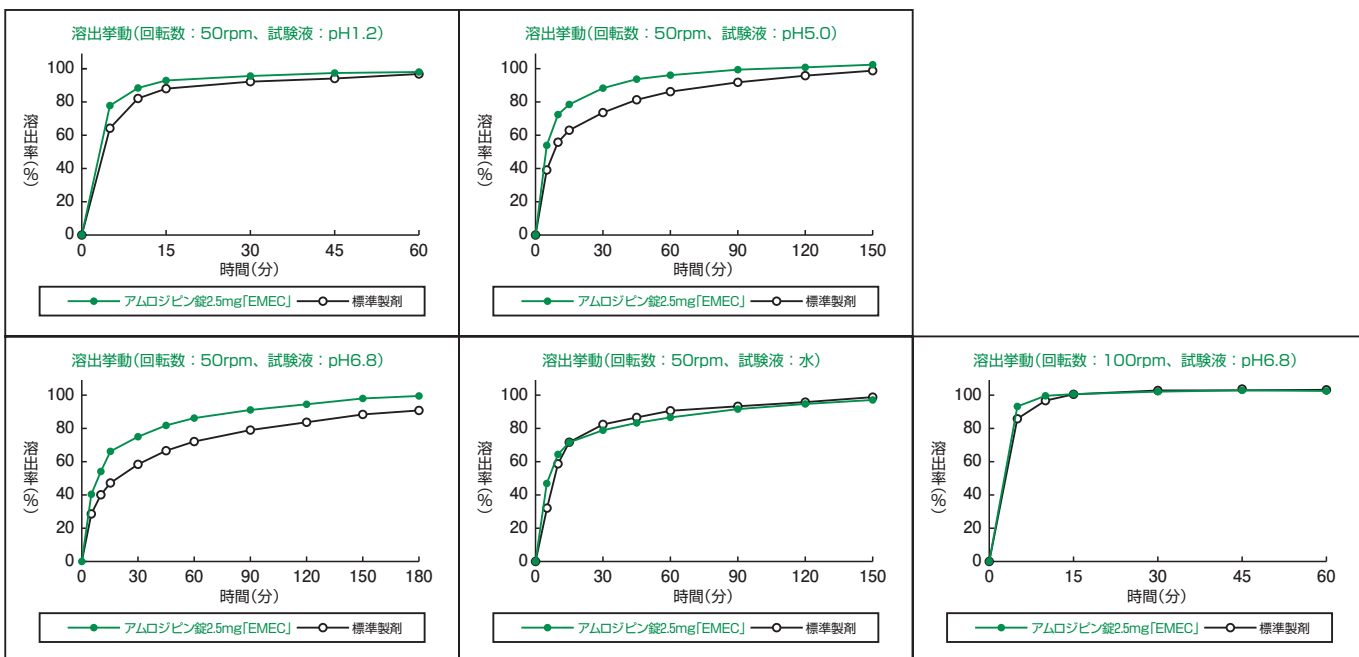 溶出挙動(回転数：50rpm、試験液：pH1.2)
溶出率(%)
100
80
60
40
20
0
0 15 30 45 60
時間(分)
アムロジピン錠2.5mg「EMEC」 標準製剤
溶出挙動(回転数：50rpm、試験液：pH5.0)
溶出率(%)
100
80
60
40
20
0
0 30 60 90 120 150
時間(分)
アムロジピン錠2.5mg「EMEC」 標準製剤
溶出挙動(回転数：50rpm、試験液：pH6.8)
溶出率(%)
100
80
60
40
20
0
0 30 60 90 120 150 180
時間(分)
アムロジピン錠2.5mg「EMEC」 標準製剤
溶出挙動(回転数：50rpm、試験液：水)
溶出率(%)
100
80
60
40
20
0
0 30 60 90 120 150
時間(分)
アムロジピン錠2.5mg「EMEC」 標準製剤
溶出挙動(回転数：100rpm、試験液：pH6.8)
溶出率(%)
100
80
60
40
20
0
0 15 30 45 60
時間(分)
アムロジピン錠2.5mg「EMEC」 標準製剤